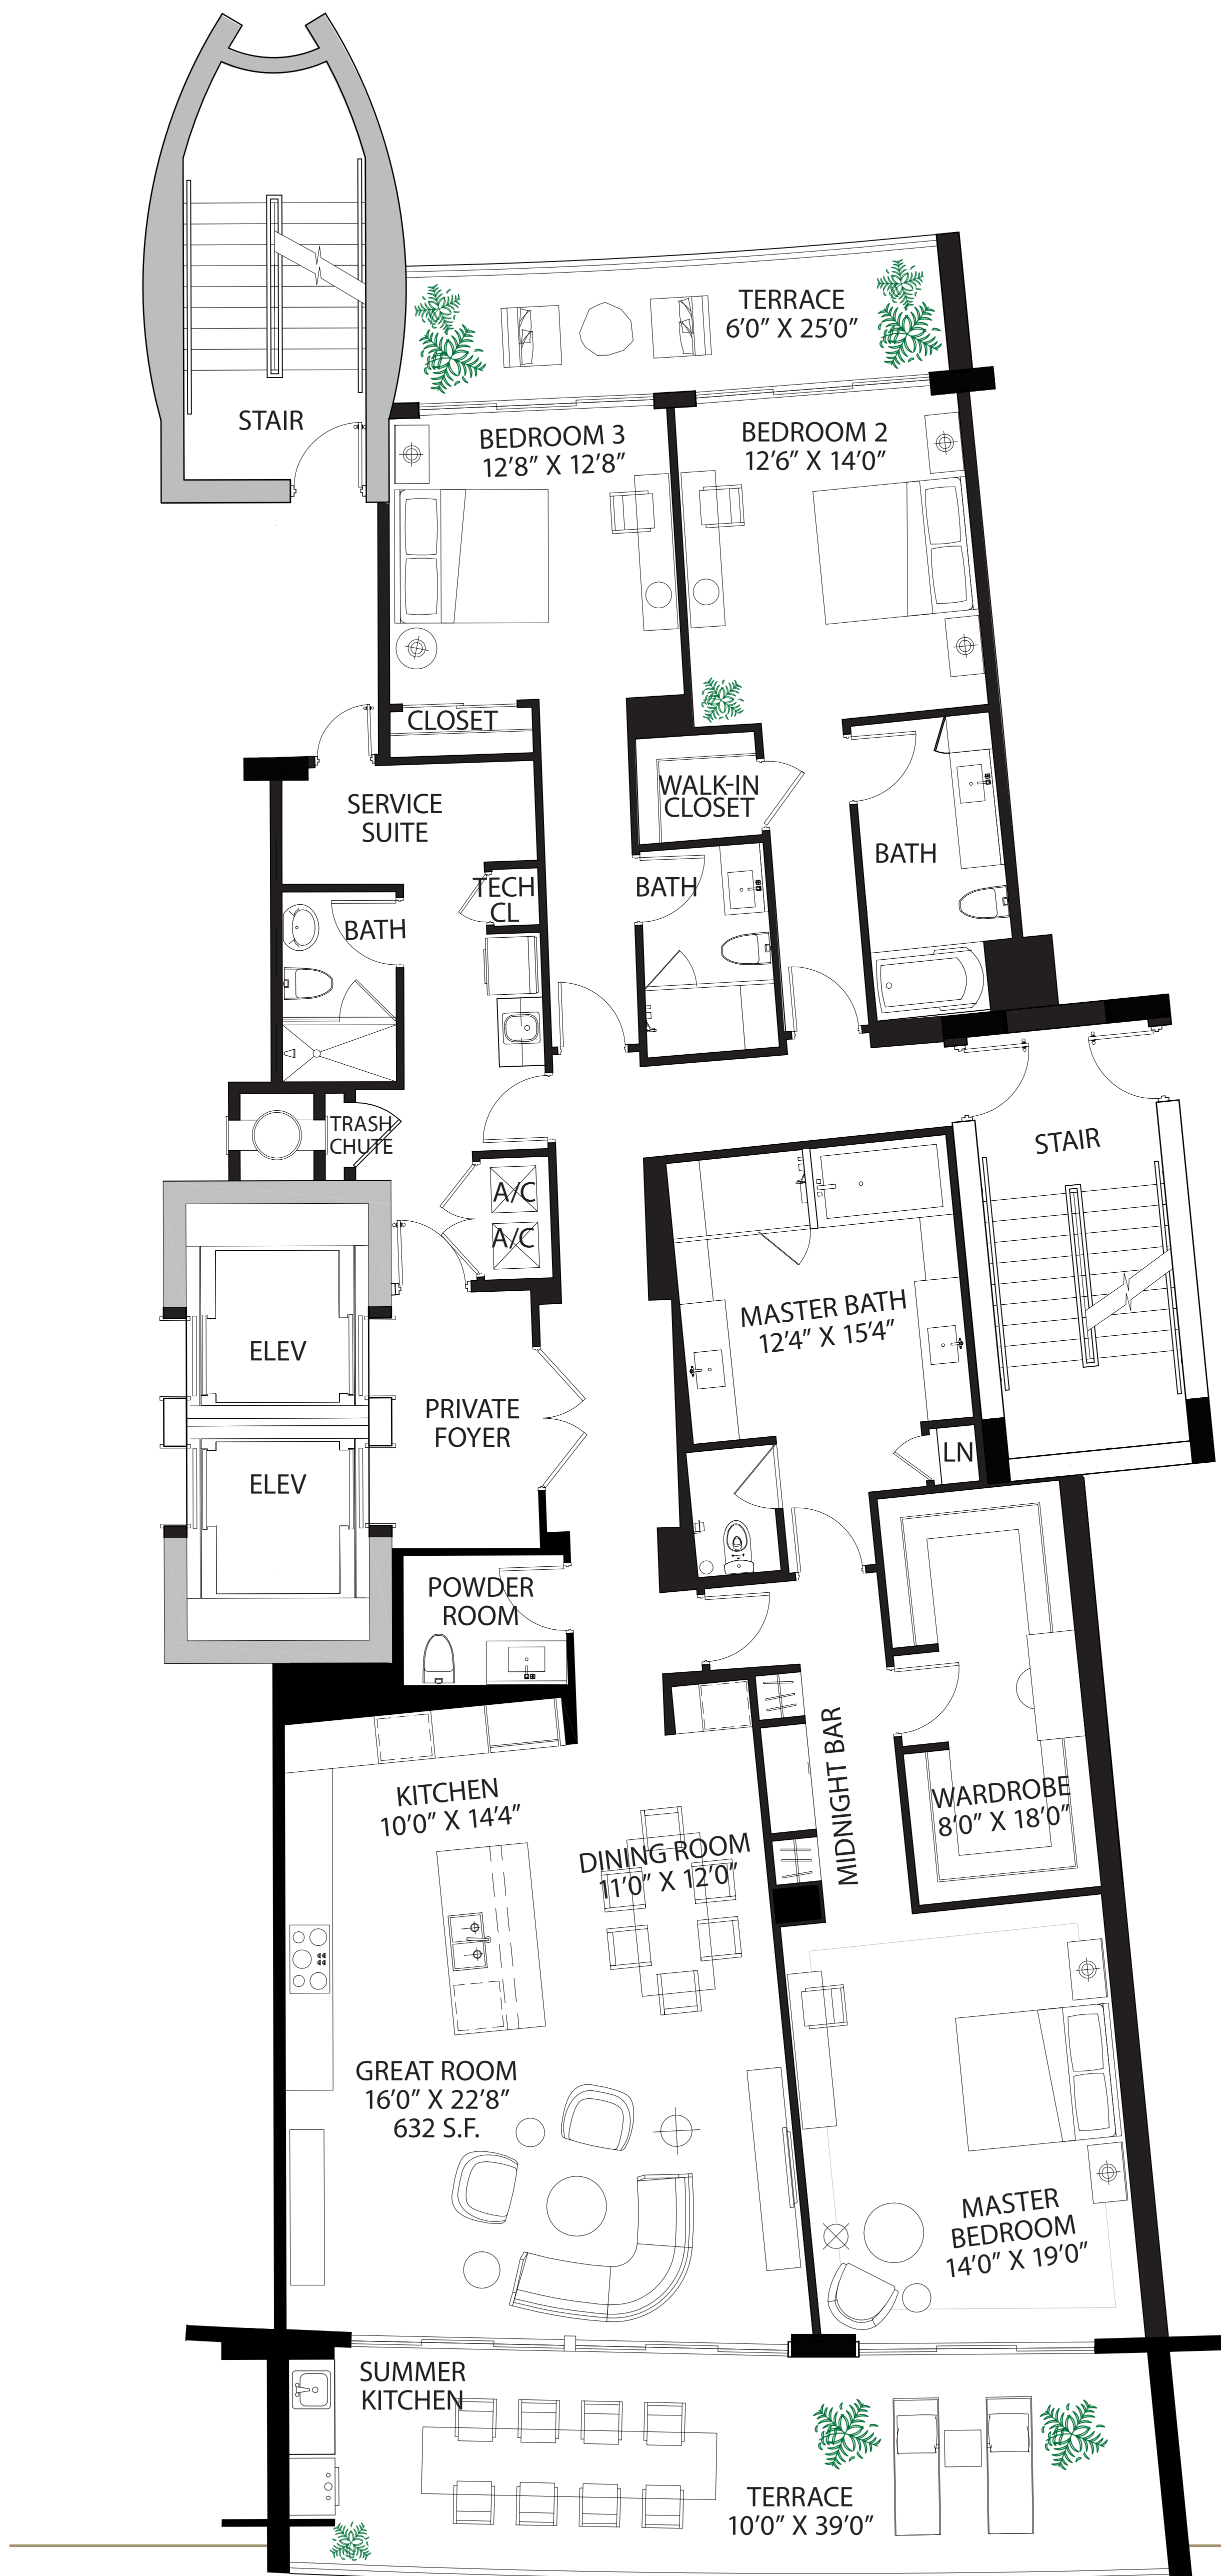 TERRACE
6’0” X 25’0”
STAIR
BEDROOM 3
12’8” X 12’8”
BEDROOM 2
12’6” X 14’0”
CLOSET
WALK-IN
CLOSET
SERVICE
SUITE
BATH
TECH
CL
BATH
BATH
TRASH
CHUTE
STAIR
A/C
A/C
MASTER BATH
12’4” X 15’4”
ELEV
PRIVATE
FOYER
LN
ELEV
POWDER
ROOM
KITCHEN
10’0” X 14’4”
MIDNIGHT BAR
WARDROBE
8’0” X 18’0”
DINING ROOM
11’0” X 12’0”
GREAT ROOM
16’0” X 22’8”
632 S.F.
MASTER
BEDROOM
14’0” X 19’0”
SUMMER
KITCHEN
TERRACE
10’0” X 39’0”